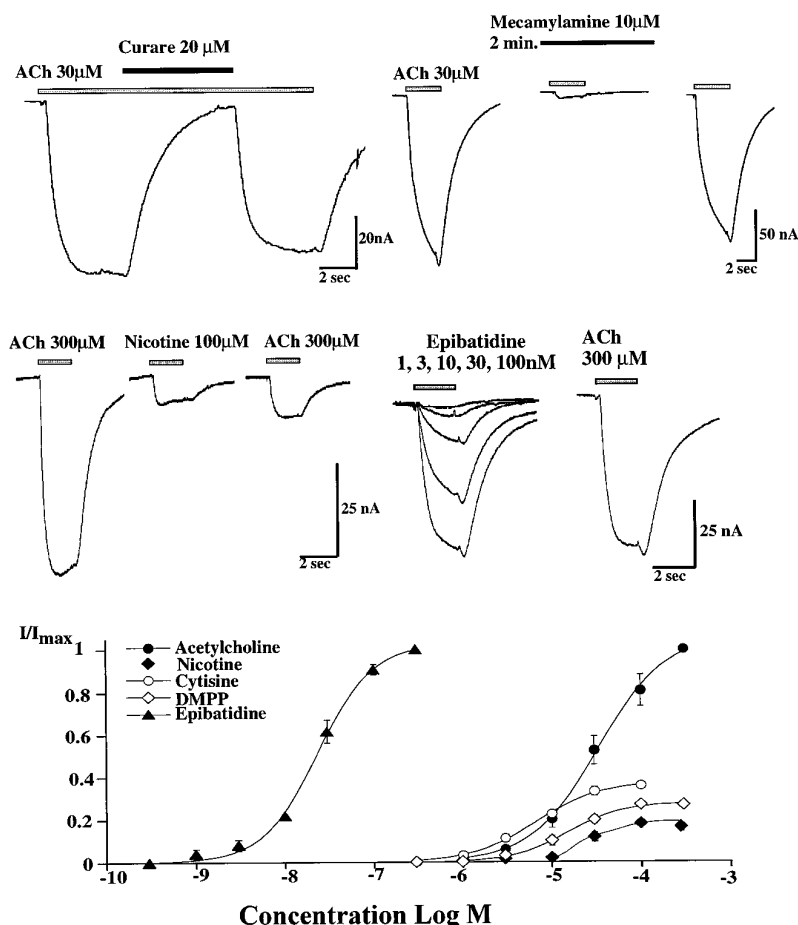 Curare 20 µM
ACh 30µM
20nA
2 sec
Mecamylamine 10µM
2 min.
ACh 30µM
50 nA
2 sec
ACh 300µM
Nicotine 100µM
ACh 300µM
25 nA
2 sec
Epibatidine
1, 3, 10, 30, 100nM
ACh
300 µM
25 nA
2 sec
I/Imax
1
0.8
0.6
0.4
0.2
0
Acetylcholine
Nicotine
Cytisine
DMPP
Epibatidine
-10 -9 -8 -7 -6 -5 -4 -3
Concentration Log M